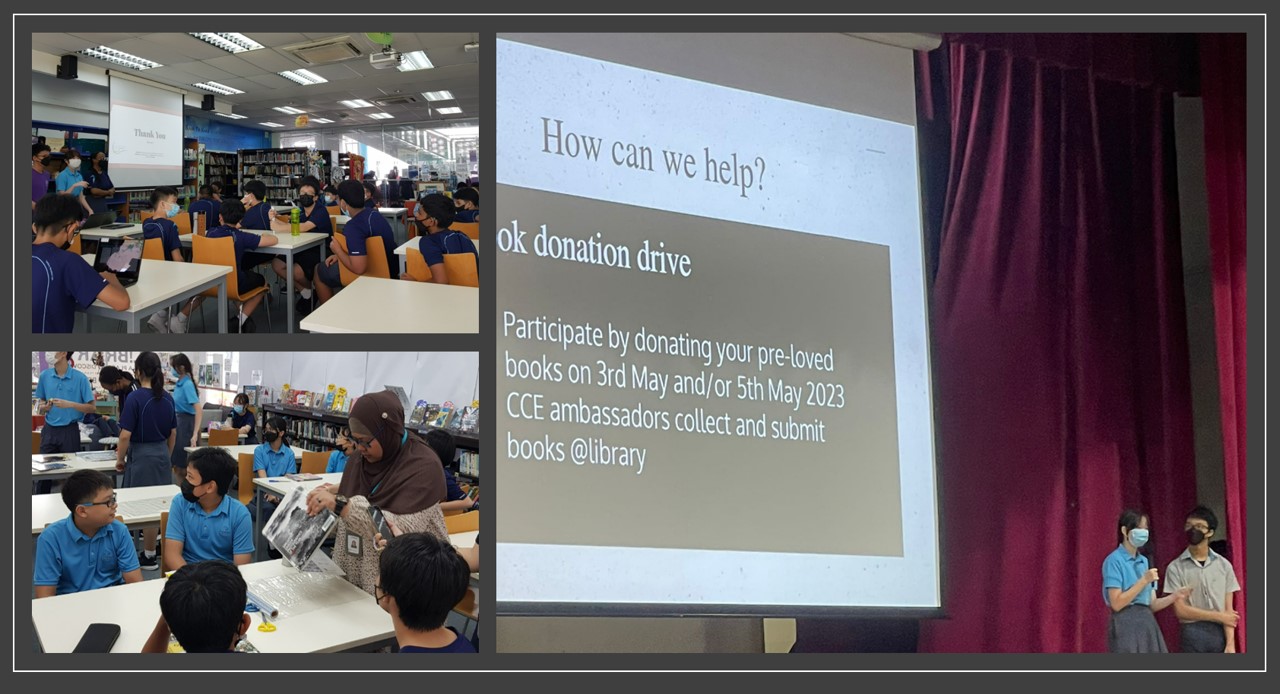 Thank You
How can we help?
ok donation drive
Participate by donating your pre-loved
books on 3rd May and/or 5th May 2023
CCE ambassadors collect and submit
books @library